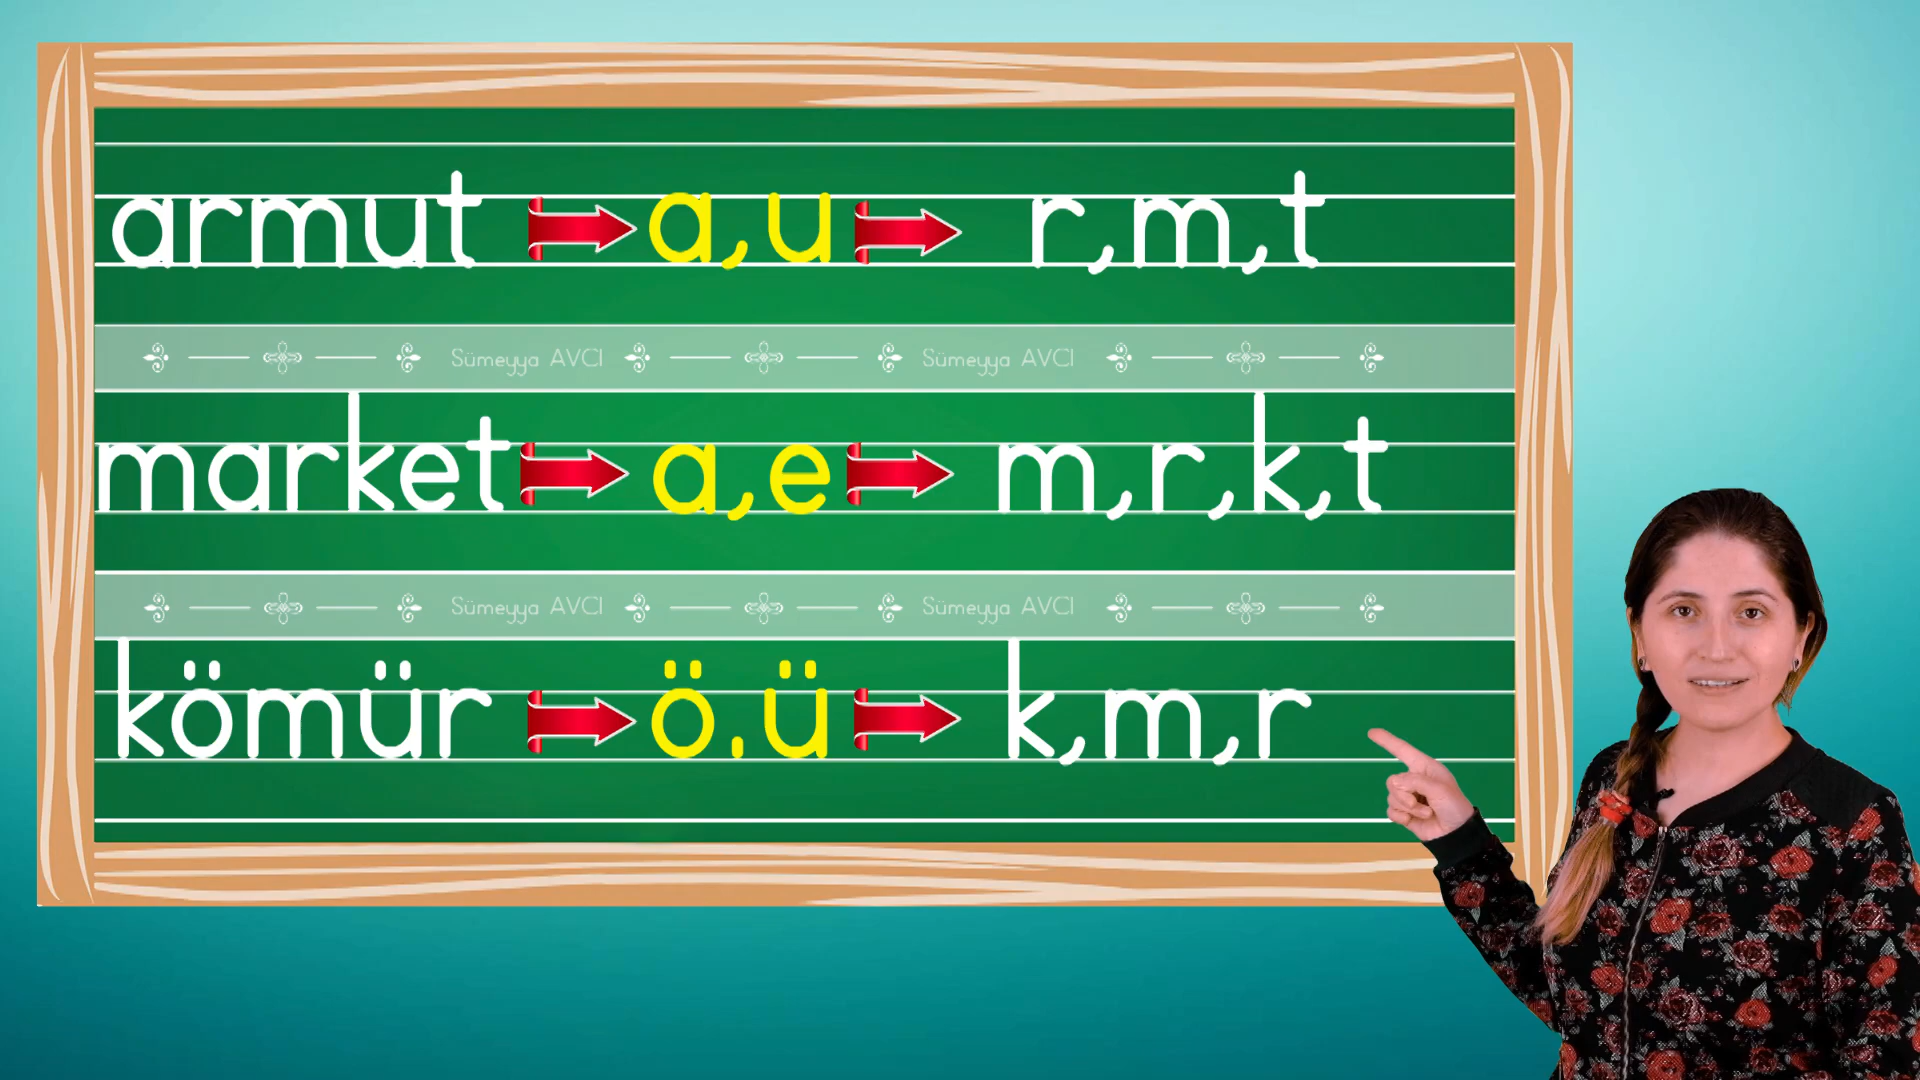 armut a,u r,m,t
Sümeyya AVCI Sümeyya AVCI
market a,e m,r,k,t
Sümeyya AVCI Sümeyya AVCI
kömür ö,ü k,m,r